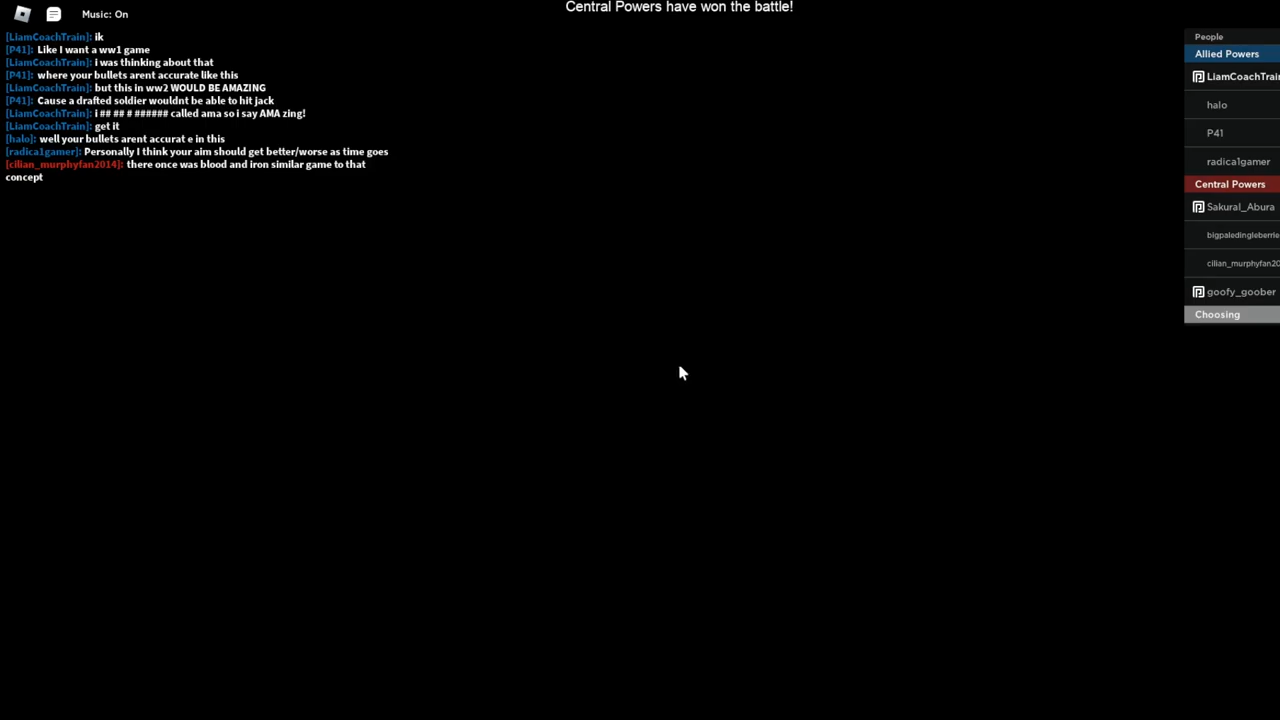 Music: On
Central Powers have won the battle!
[LiamCoachTrain]: ik
[P41]: Like I want a ww1 game
[LiamCoachTrain]: i was thinking about that
[P41]: where your bullets arent accurate like this
[LiamCoachTrain]: but this in ww2 WOULD BE AMAZING
[P41]: Cause a drafted soldier wouldnt be able to hit jack
[LiamCoachTrain]: i ## ## # ###### called ama so i say AMA zing!
[LiamCoachTrain]: get it
[halo]: well your bullets arent accurat e in this
[radica1gamer]: Personally I think your aim should get better/worse as time goes
[cilian_murphyfan2014]: there once was blood and iron similar game to that
concept
People
Allied Powers
LiamCoachTrain
halo
P41
radica1gamer
Central Powers
Sakural_Abura
bigpaledingleberrie
cilian_murphyfan20
goofy_goober
Choosing